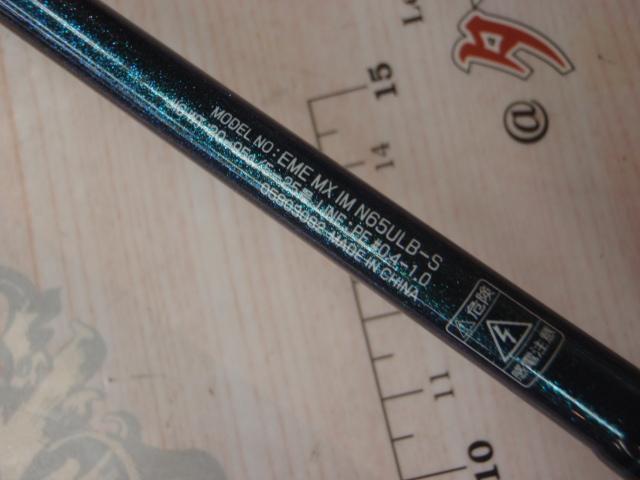 MODEL NO : EME MX IM N65ULB-S
LINE : PE #0.4-1.0
05803082 MADE IN CHINA
危険
感電注意
15
14
11
10
@